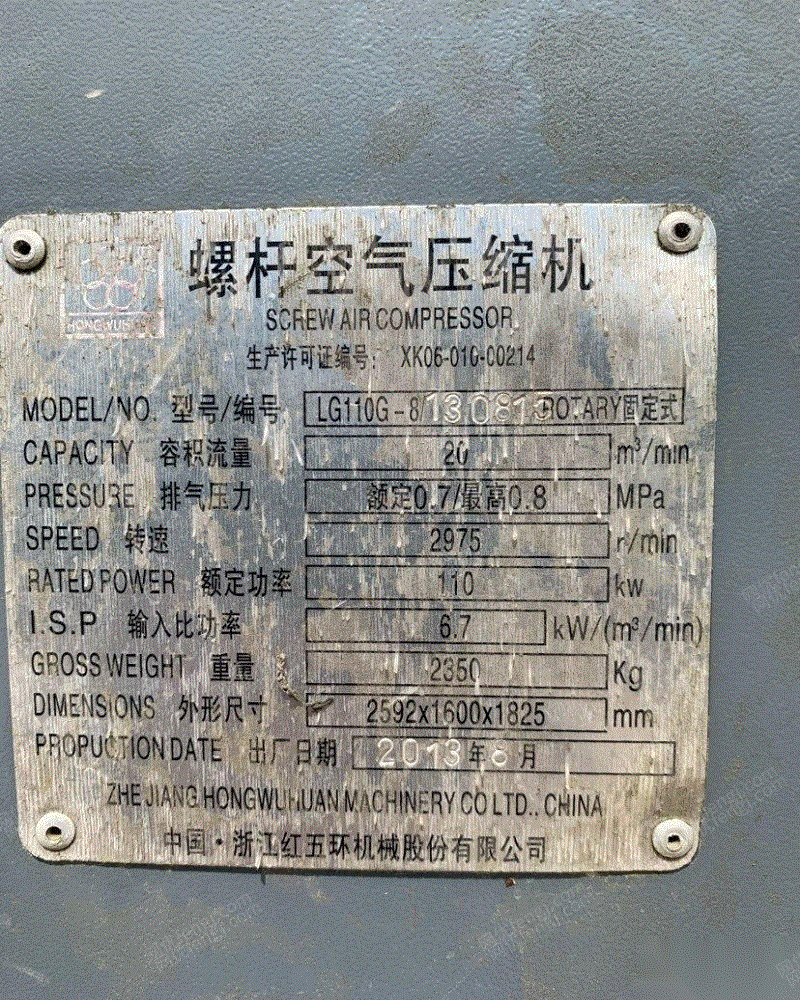 螺杆空气压缩机
SCREW AIR COMPRESSOR
生产许可证编号: XK06-010-00214
MODEL/NO. 型号/编号 LG110G-8/130813 ROTARY固定式
CAPACITY 容积流量 20 m³/min
PRESSURE 排气压力 额定0.7/最高0.8 MPa
SPEED 转速 2975 r/min
RATED POWER 额定功率 110 kw
I.S.P 输入比功率 6.7 kW/(m³/min)
GROSS WEIGHT 重量 2350 Kg
DIMENSIONS 外形尺寸 2592x1600x1825 mm
PROPUCTION DATE 出厂日期 2013年8月
ZHE JIANG HONGWUHUAN MACHINERY CO LTD.. CHINA
中国·浙江红五环机械股份有限公司